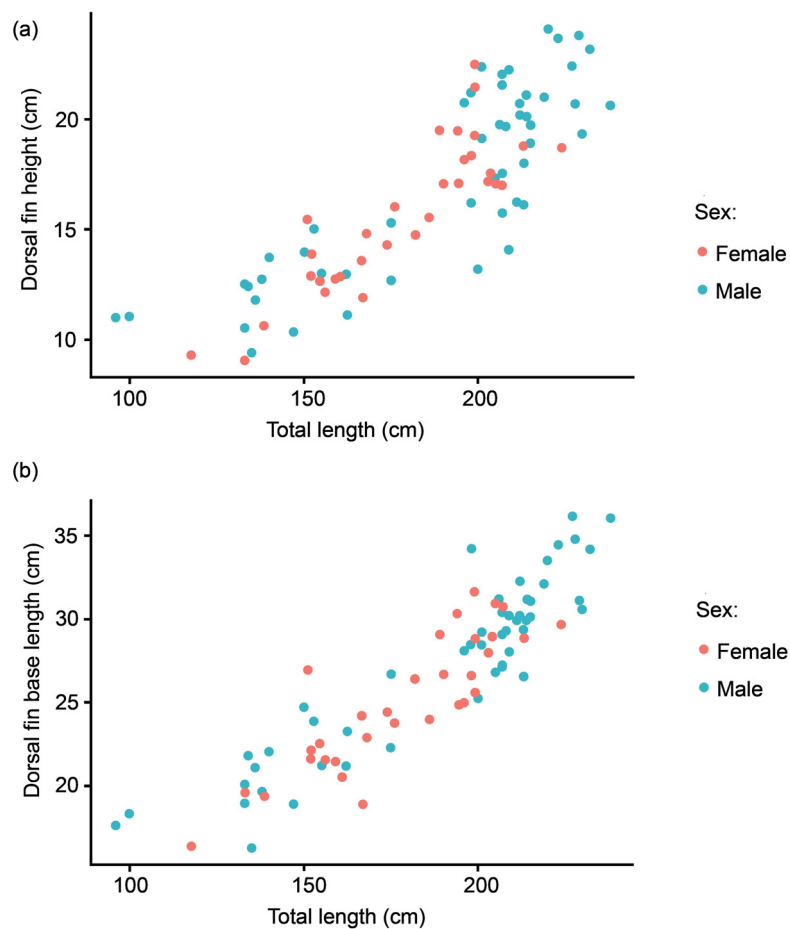 (a)
Dorsal fin height (cm)
20
15
10
100
150
200
Total length (cm)
Sex:
Female
Male
(b)
Dorsal fin base length (cm)
35
30
25
20
100
150
200
Total length (cm)
Sex:
Female
Male